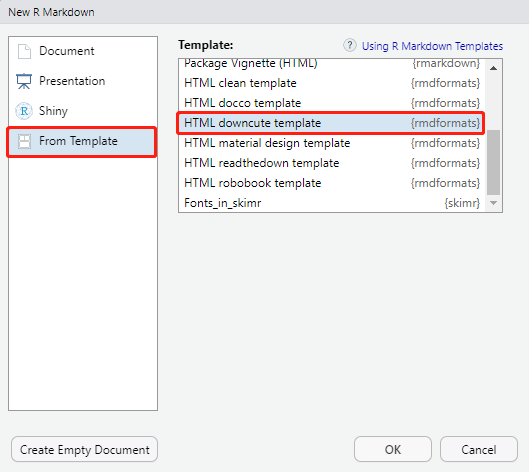 New R Markdown
Document
Presentation
R Shiny
From Template
Template:
? Using R Markdown Templates
Package Vignette (HTML) {rmarkdown}
HTML clean template {rmdformats}
HTML docco template {rmdformats}
HTML downcute template {rmdformats}
HTML material design template {rmdformats}
HTML readthedown template {rmdformats}
HTML robobook template {rmdformats}
Fonts_in_skimr {skimr}
Create Empty Document
OK
Cancel